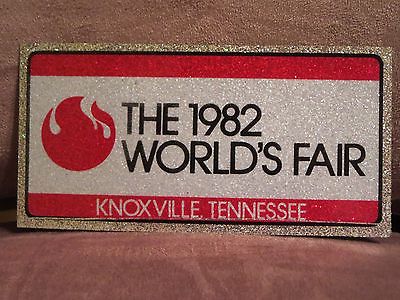 THE 1982
WORLD'S FAIR
KNOXVILLE, TENNESSEE